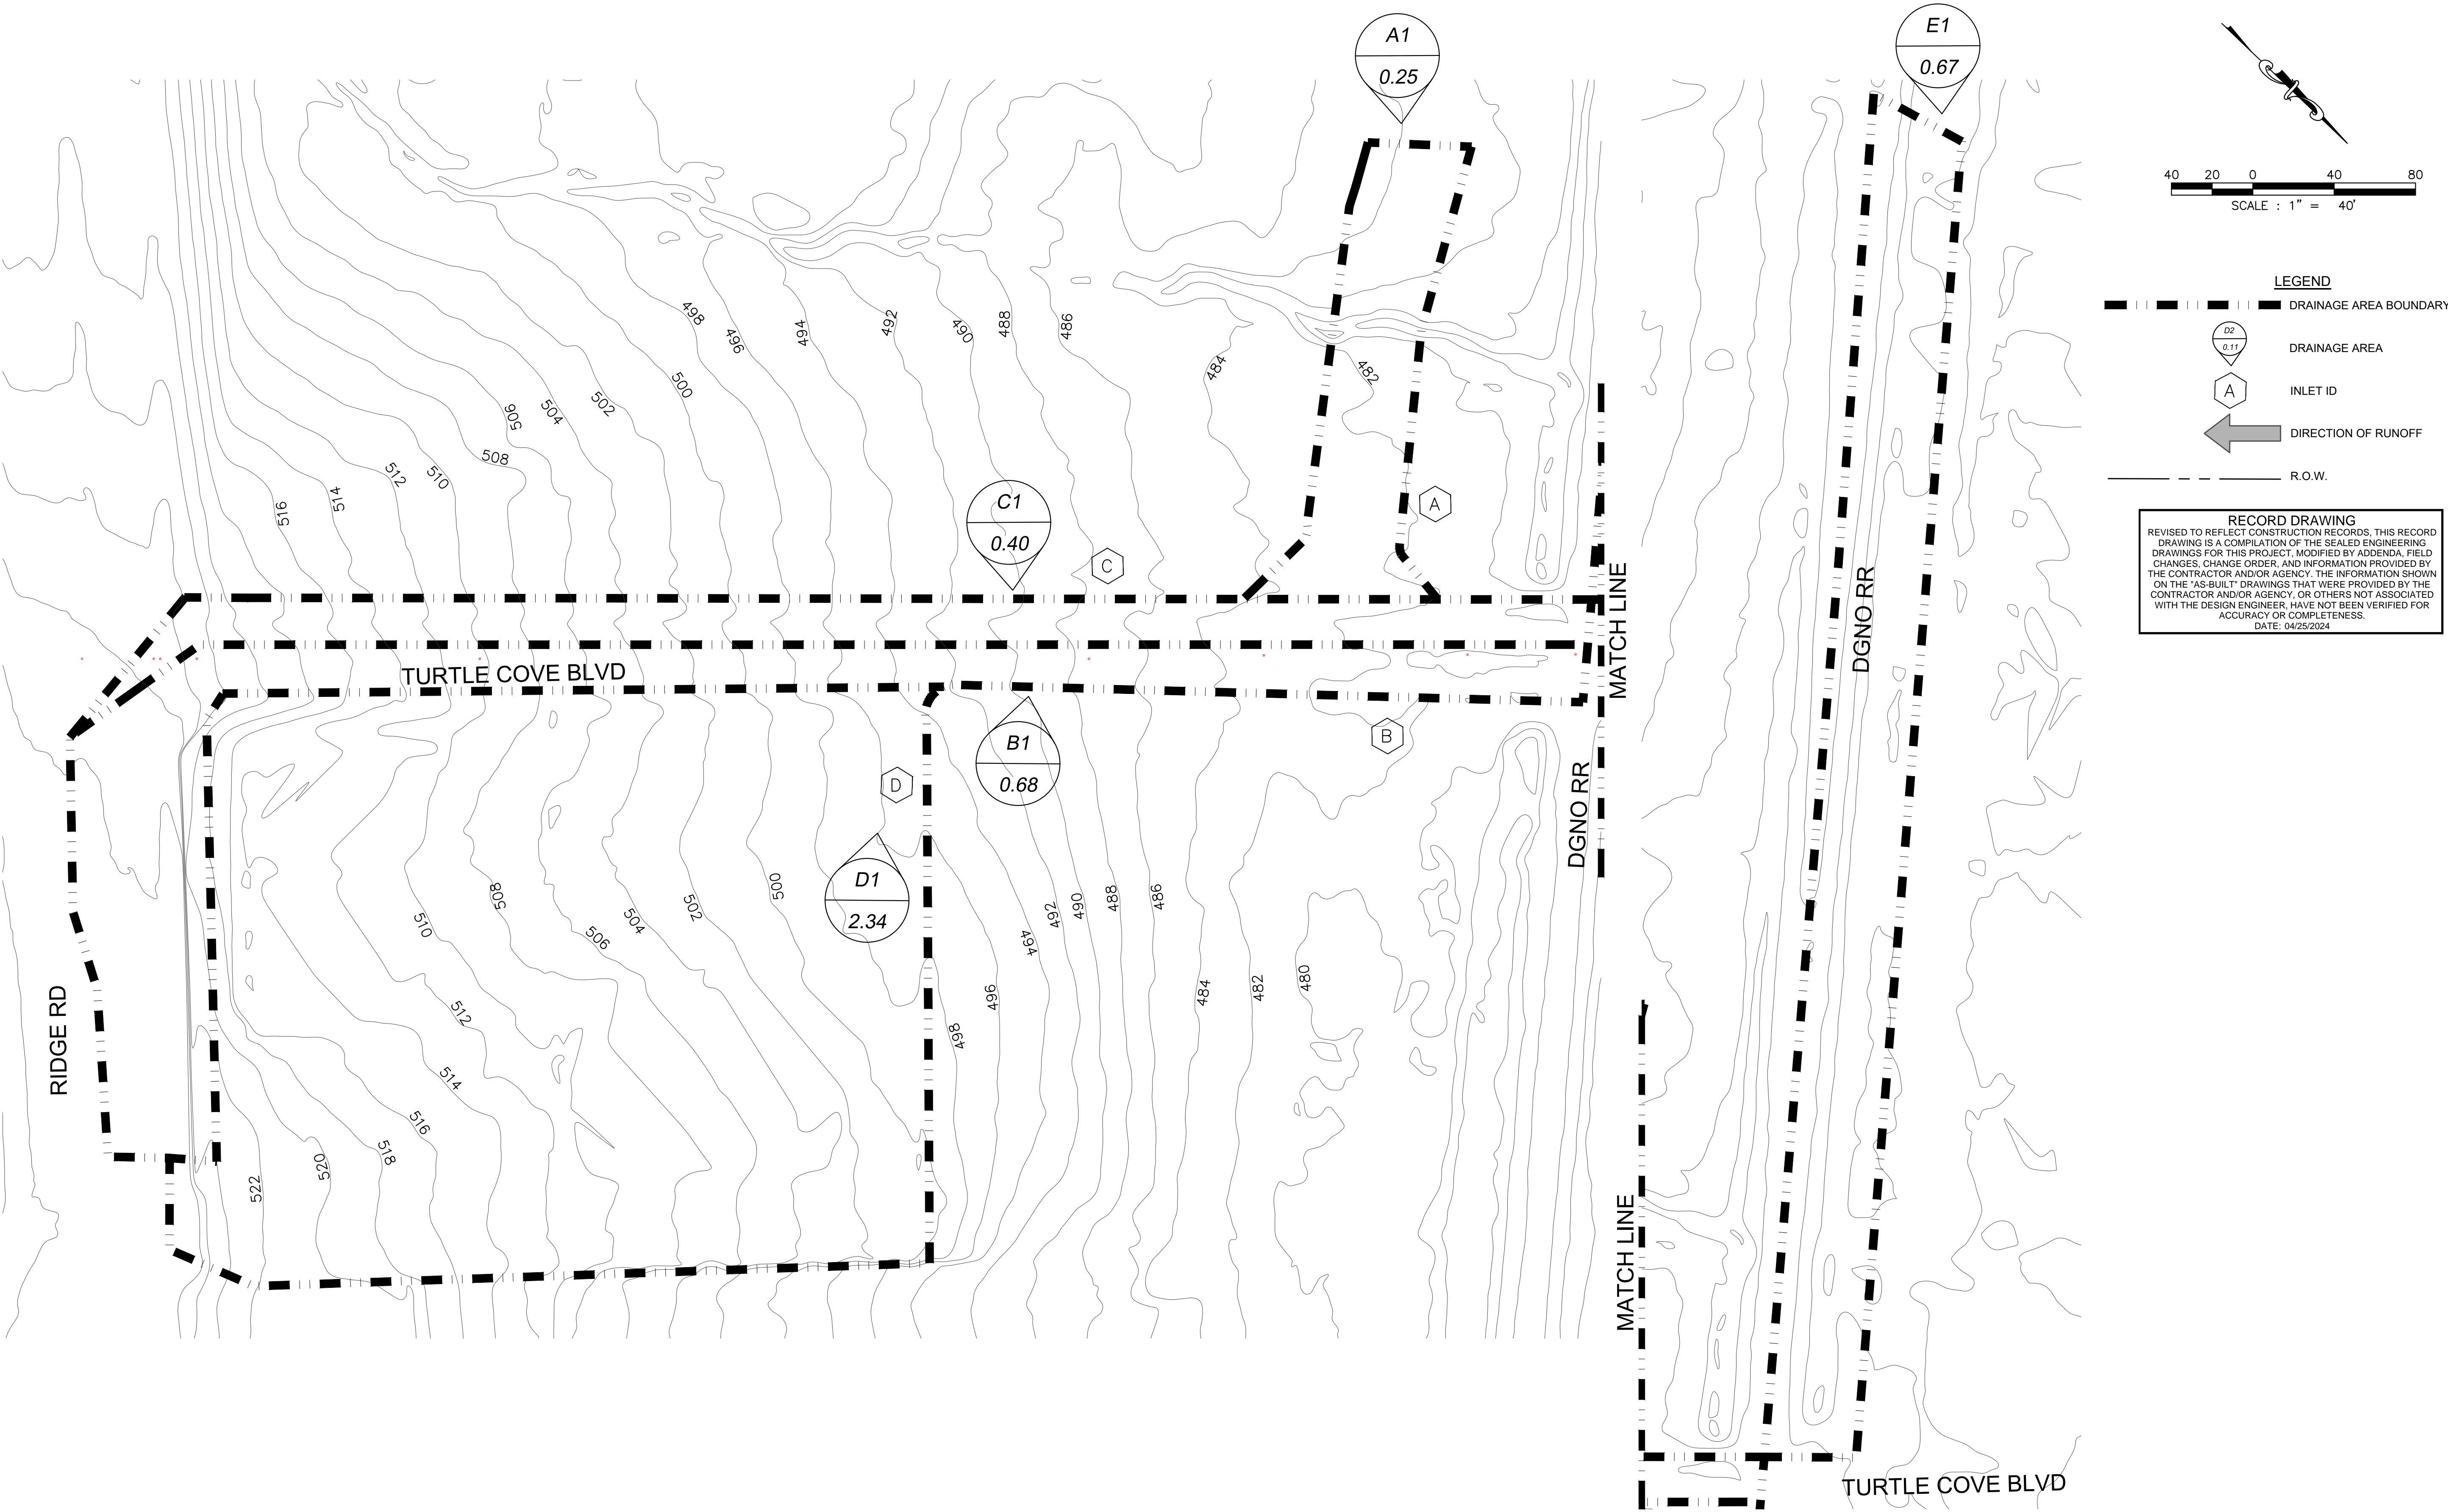 A1
0.25
E1
0.67
40 20 0 40 80
SCALE : 1" = 40'
LEGEND
DRAINAGE AREA BOUNDARY
D2
0.11
DRAINAGE AREA
A
INLET ID
DIRECTION OF RUNOFF
R.O.W.
RECORD DRAWING
REVISED TO REFLECT CONSTRUCTION RECORDS, THIS RECORD
DRAWING IS A COMPILATION OF THE SEALED ENGINEERING
DRAWINGS FOR THIS PROJECT, MODIFIED BY ADDENDA, FIELD
CHANGES, CHANGE ORDER, AND INFORMATION PROVIDED BY
THE CONTRACTOR AND/OR AGENCY. THE INFORMATION SHOWN
ON THE "AS-BUILT" DRAWINGS THAT WERE PROVIDED BY THE
CONTRACTOR AND/OR AGENCY, OR OTHERS NOT ASSOCIATED
WITH THE DESIGN ENGINEER, HAVE NOT BEEN VERIFIED FOR
ACCURACY OR COMPLETENESS.
DATE: 04/25/2024
498
496
494
492
490
488
486
484
482
500
502
504
506
508
510
512
514
516
C1
0.40
C
A
MATCH LINE
DGNO RR
TURTLE COVE BLVD
B1
0.68
B
D
D1
2.34
DGNO RR
500
502
504
506
508
510
512
514
516
518
520
522
498
496
494
492
490
488
486
484
482
480
RIDGE RD
MATCH LINE
TURTLE COVE BLVD